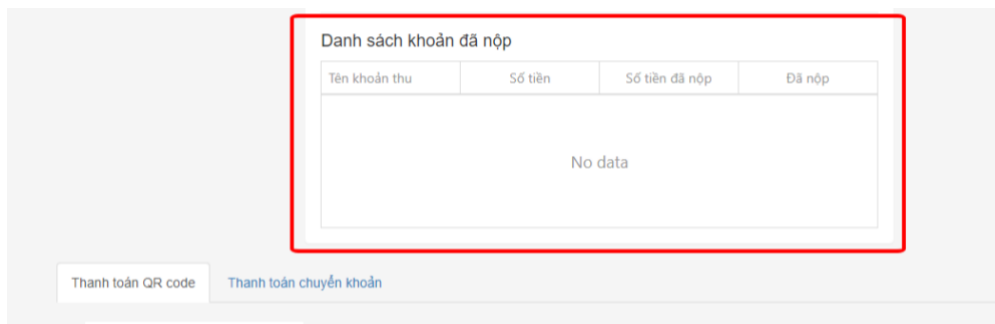 Danh sách khoản đã nộp
Tên khoản thu Số tiền Số tiền đã nộp Đã nộp
No data
Thanh toán QR code Thanh toán chuyển khoản